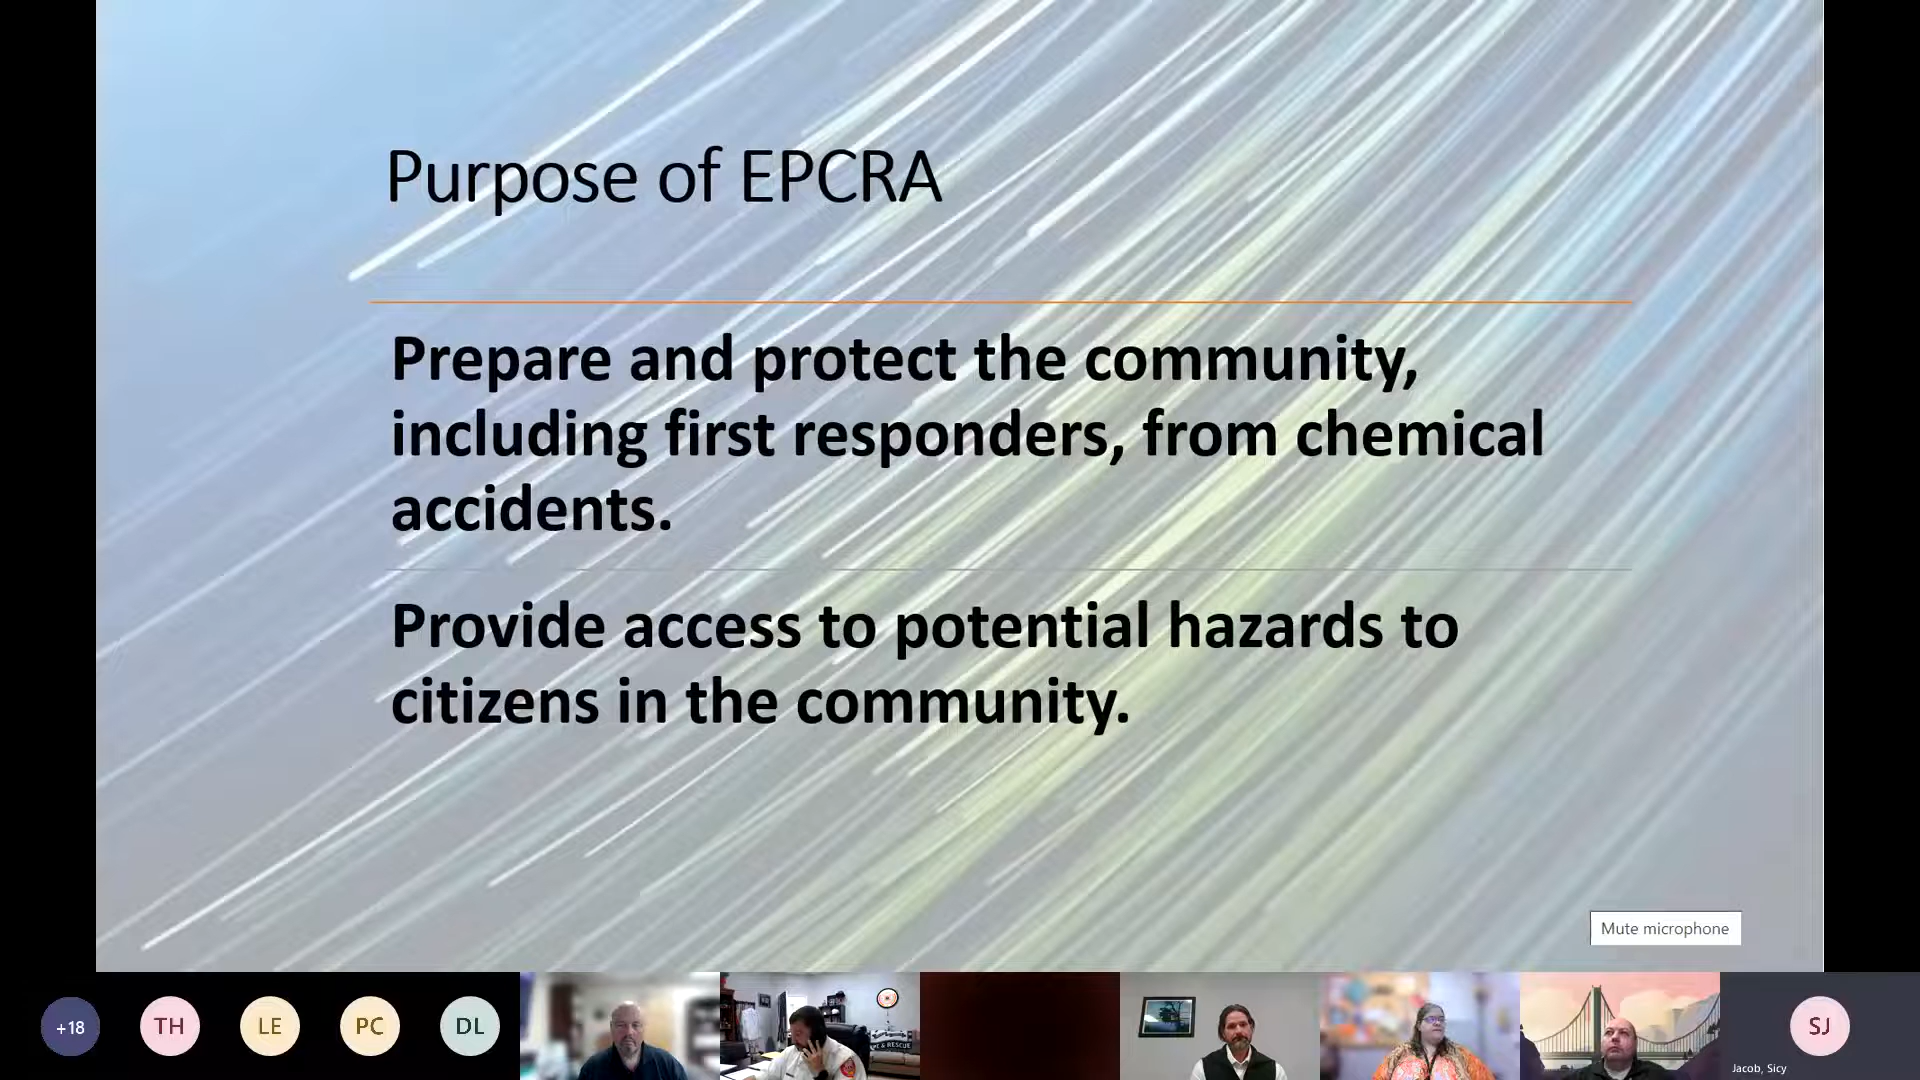 Purpose of EPCRA
Prepare and protect the community,
including first responders, from chemical
accidents.
Provide access to potential hazards to
citizens in the community.
Mute microphone
+18
TH
LE
PC
DL
& RESCUE
SJ
Jacob, Sicy